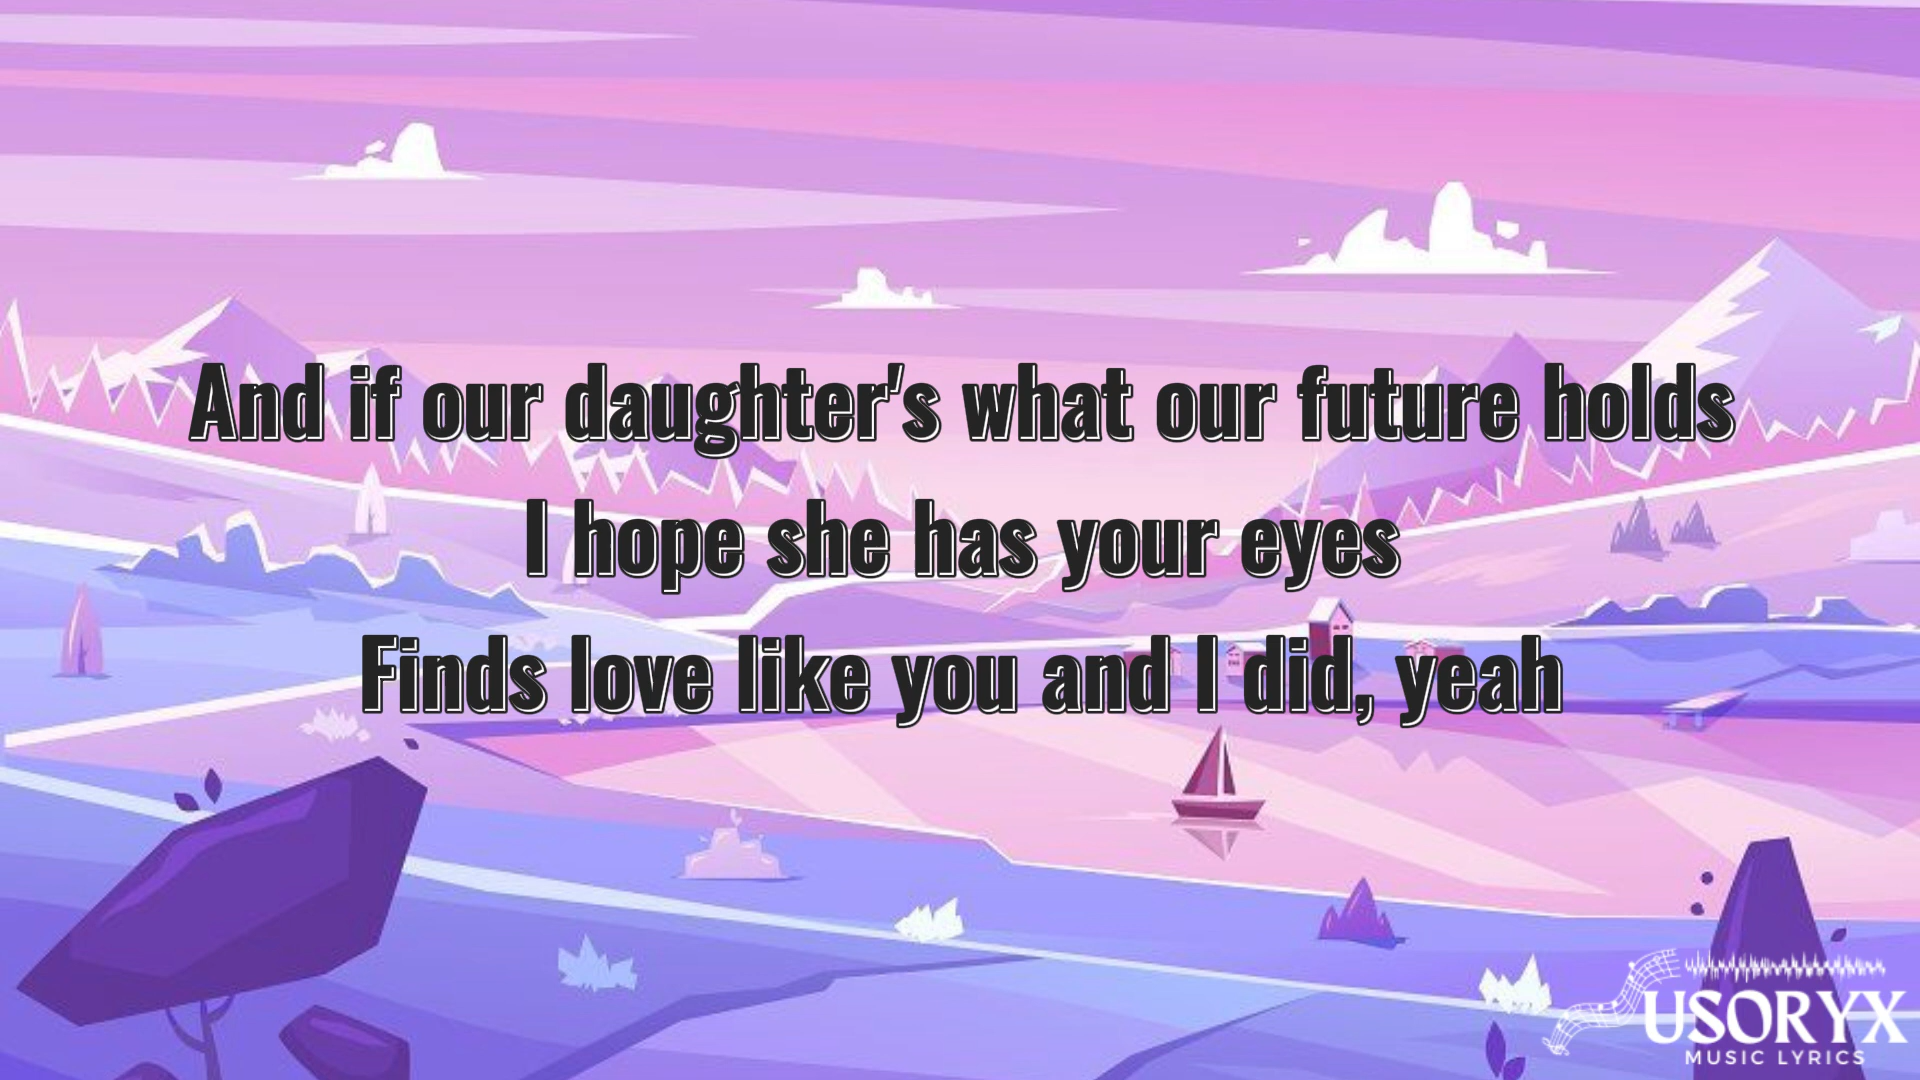 And if our daughter's what our future holds
I hope she has your eyes
Finds love like you and I did, yeah
USORYX
MUSIC LYRICS